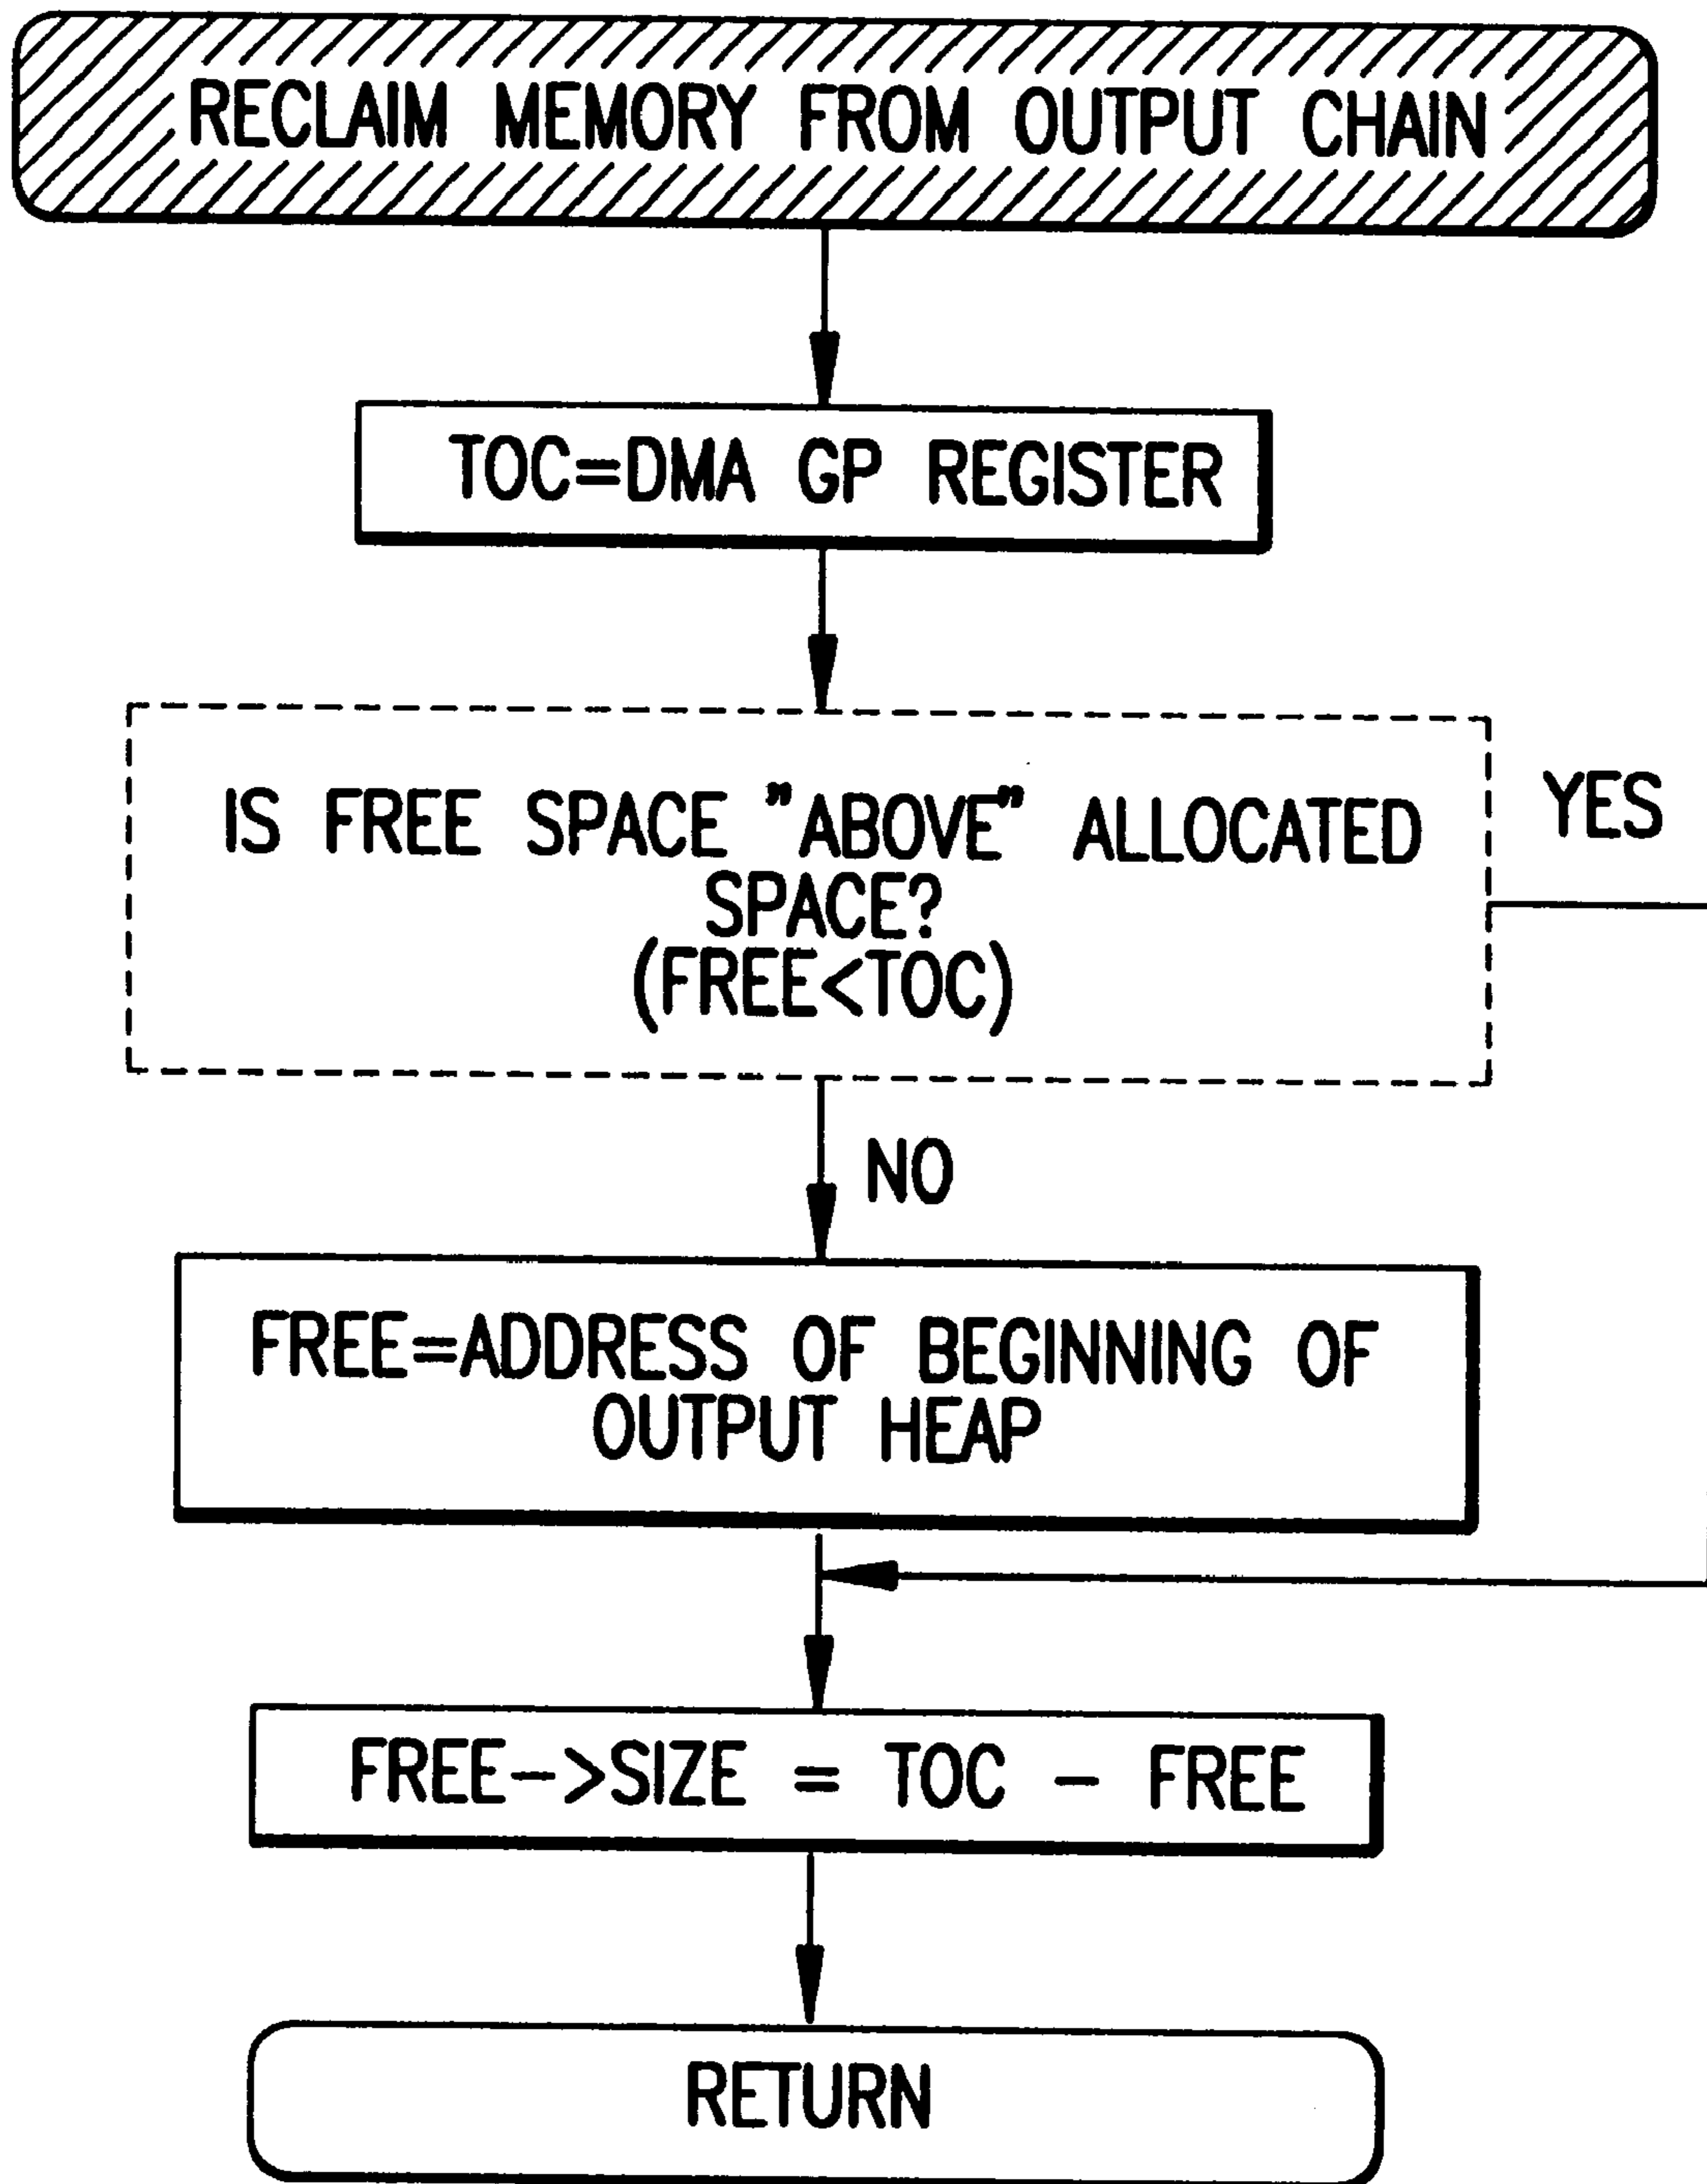 RECLAIM MEMORY FROM OUTPUT CHAIN
TOC=DMA GP REGISTER
IS FREE SPACE "ABOVE" ALLOCATED
SPACE?
(FREE<TOC)
YES
NO
FREE=ADDRESS OF BEGINNING OF
OUTPUT HEAP
FREE->SIZE = TOC - FREE
RETURN